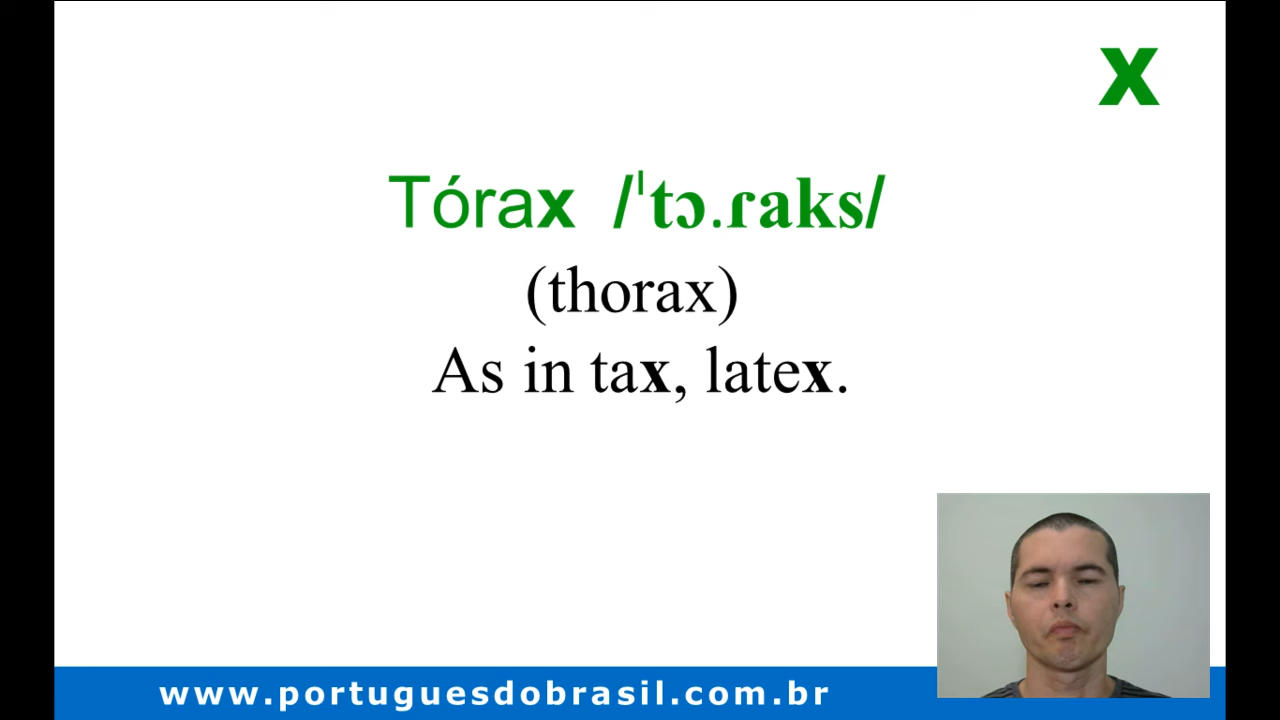 x
Tórax /ˈtɔ.ɾaks/
(thorax)
As in tax, latex.
www.portuguesdobrasil.com.br